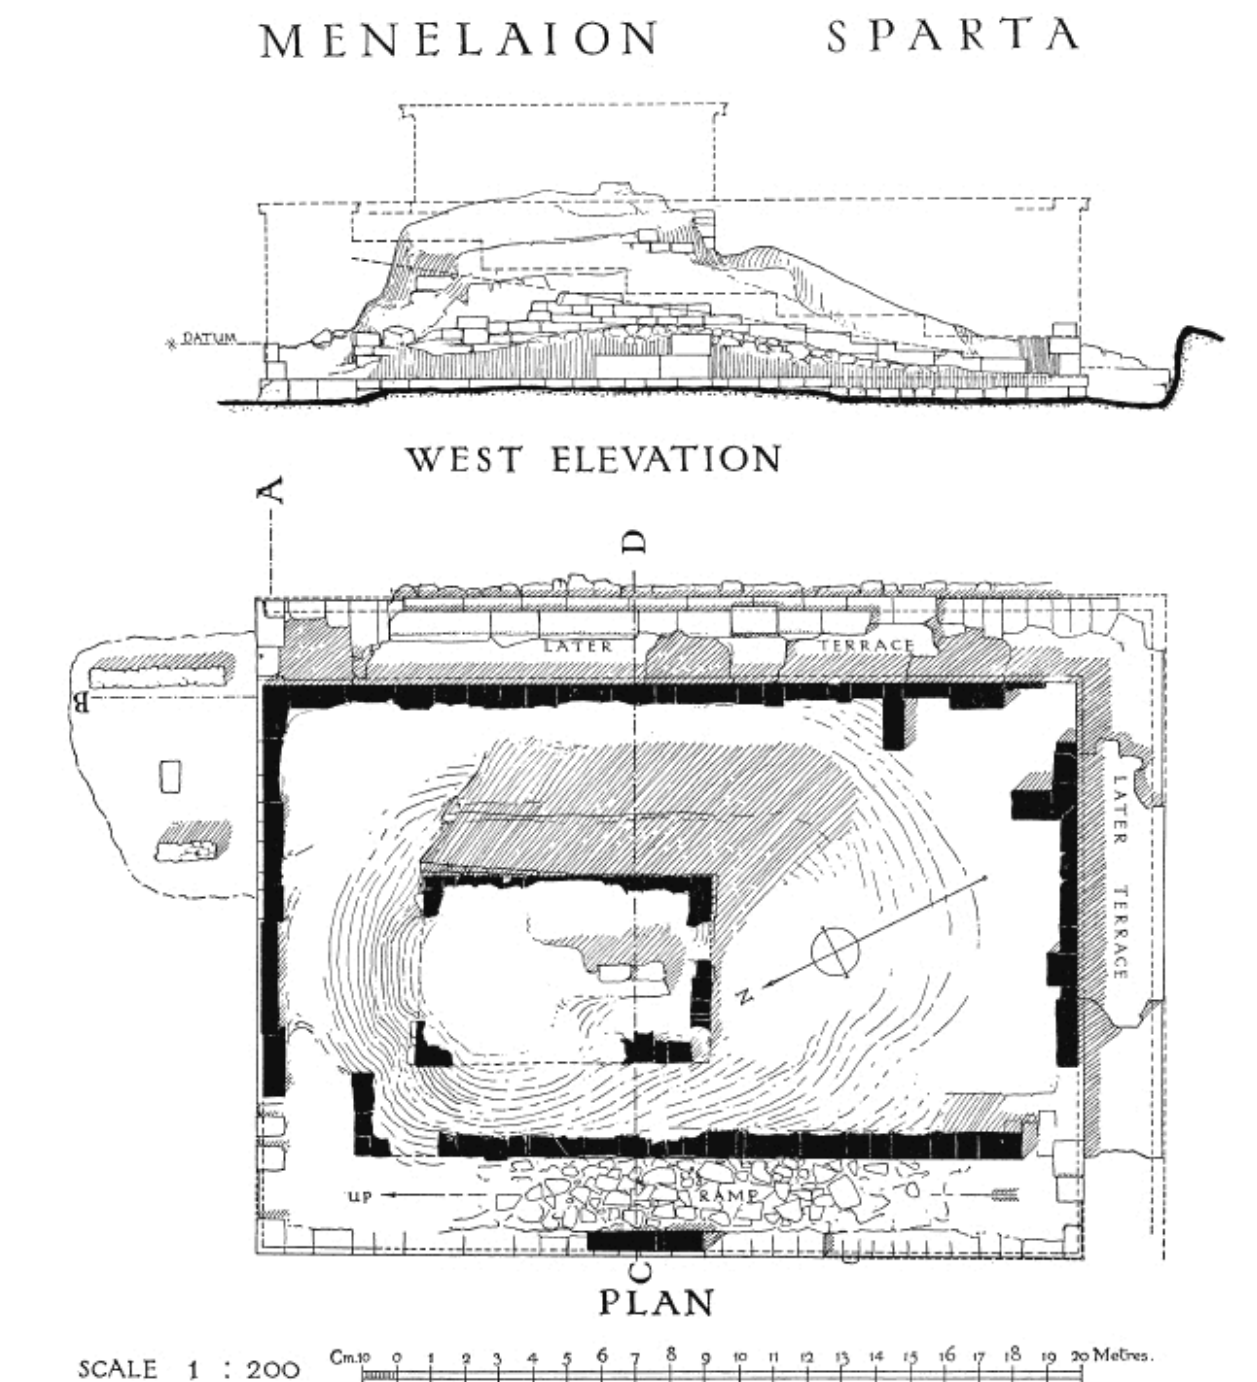 MENELAION SPARTA
* DATUM
WEST ELEVATION
A
D
LATER TERRACE
B
LATER TERRACE
N
UP RAMP
C
PLAN
SCALE 1 : 200 Cm.10 0 1 2 3 4 5 6 7 8 9 10 11 12 13 14 15 16 17 18 19 20 Metres.